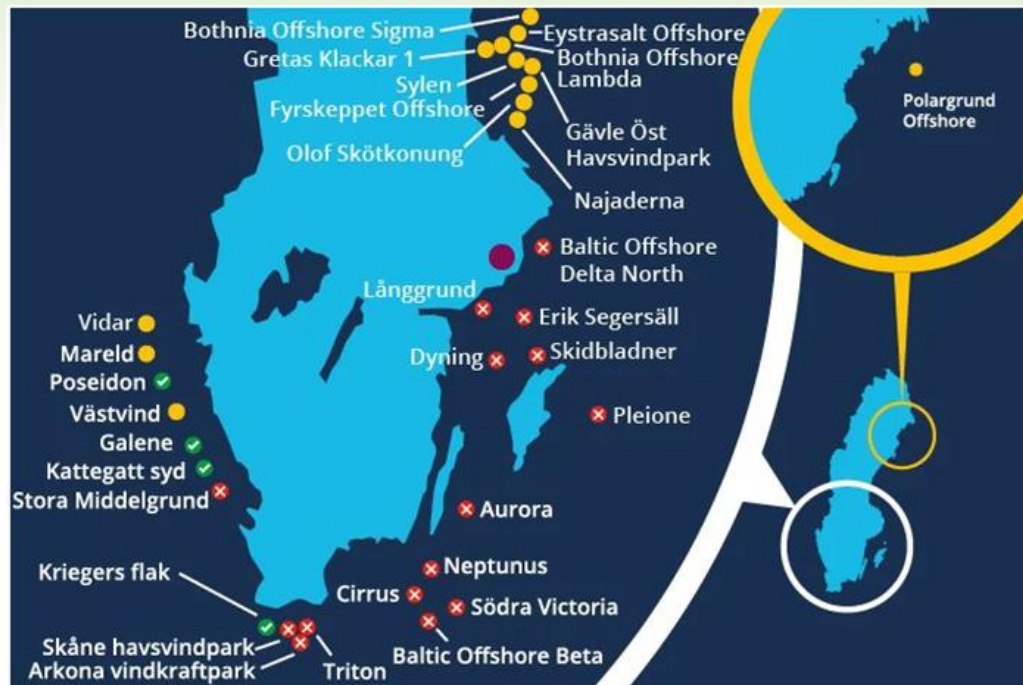 Bothnia Offshore Sigma
Eystrasalt Offshore
Gretas Klackar 1
Bothnia Offshore
Lambda
Sylen
Fyrskeppet Offshore
Gävle Öst
Havsvindpark
Olof Skötkonung
Najaderna
Polargrund
Offshore
Baltic Offshore
Delta North
Långgrund
Erik Segersäll
Vidar
Mareld
Dyning
Skidbladner
Poseidon
Västvind
Pleione
Galene
Kattegatt syd
Stora Middelgrund
Aurora
Kriegers flak
Neptunus
Cirrus
Södra Victoria
Skåne havsvindpark
Baltic Offshore Beta
Arkona vindkraftpark
Triton